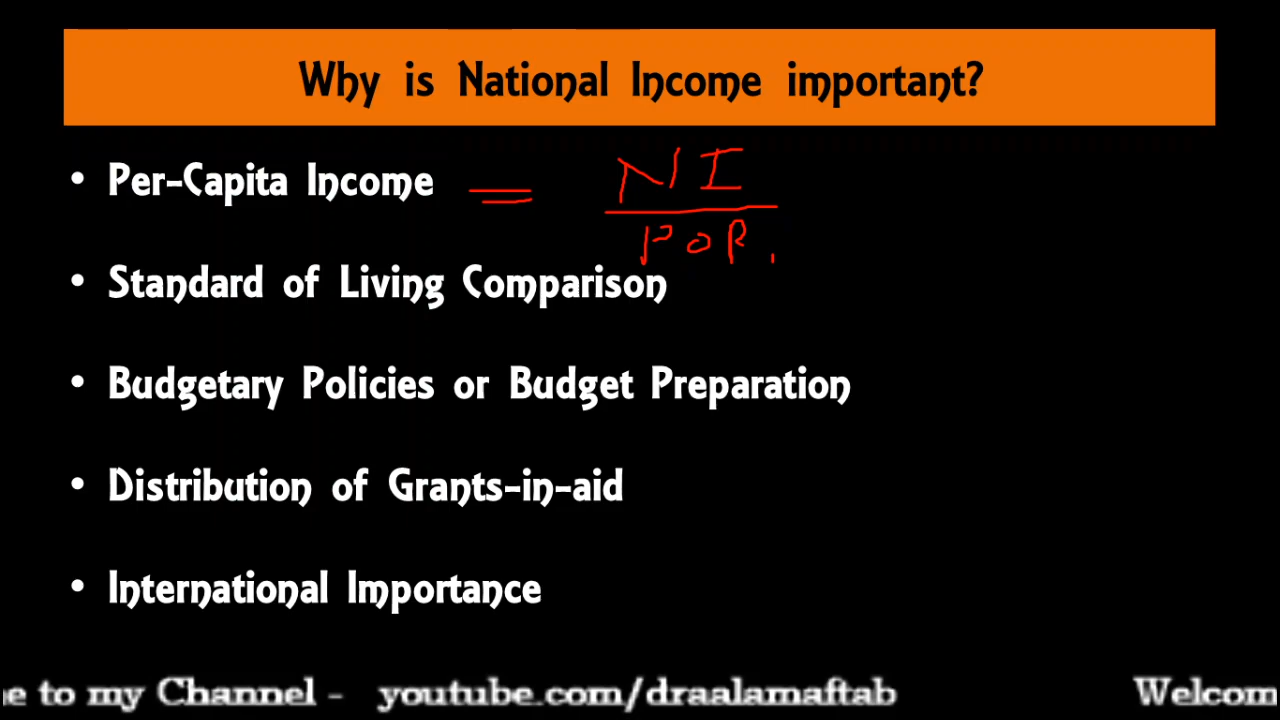 Why is National Income important?
• Per-Capita Income = NI
POP.
• Standard of Living Comparison
• Budgetary Policies or Budget Preparation
• Distribution of Grants-in-aid
• International Importance
e to my Channel - youtube.com/draalamaftab Welcom